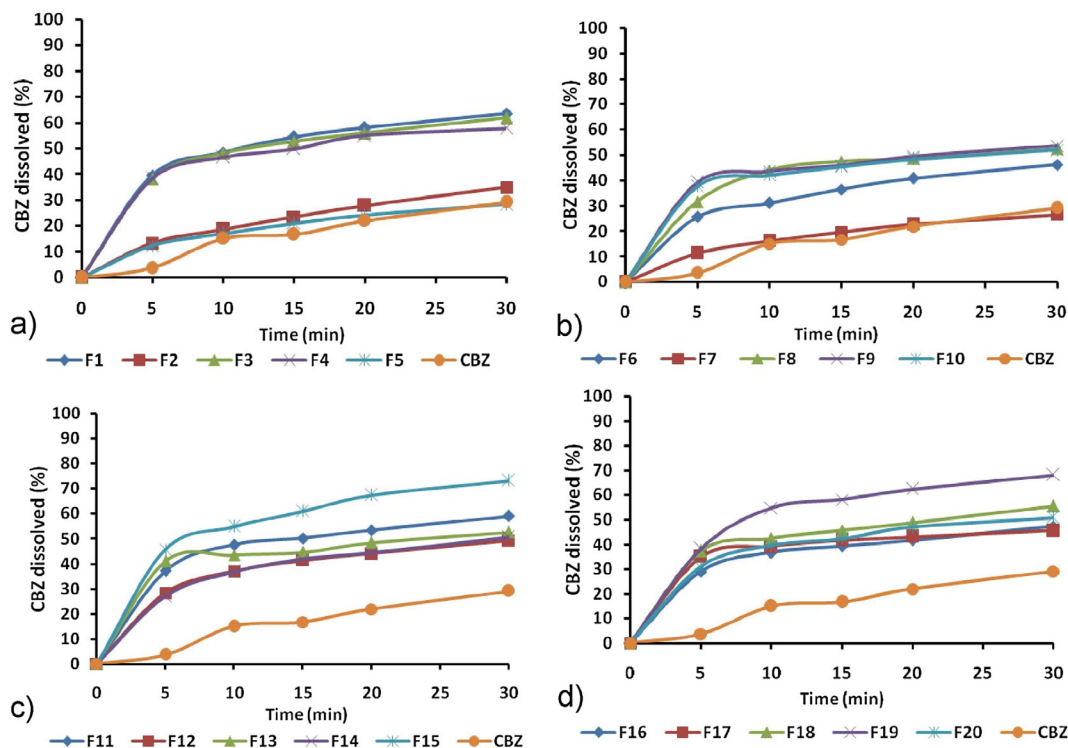 100
90
80
70
60
50
40
30
20
10
0
CBZ dissolved (%)
0 5 10 15 20 25 30
Time (min)
a)
F1 F2 F3 F4 F5 CBZ
100
90
80
70
60
50
40
30
20
10
0
CBZ dissolved (%)
0 5 10 15 20 25 30
Time (min)
b)
F6 F7 F8 F9 F10 CBZ
100
90
80
70
60
50
40
30
20
10
0
CBZ dissolved (%)
0 5 10 15 20 25 30
Time (min)
c)
F11 F12 F13 F14 F15 CBZ
100
90
80
70
60
50
40
30
20
10
0
CBZ dissolved (%)
0 5 10 15 20 25 30
Time (min)
d)
F16 F17 F18 F19 F20 CBZ